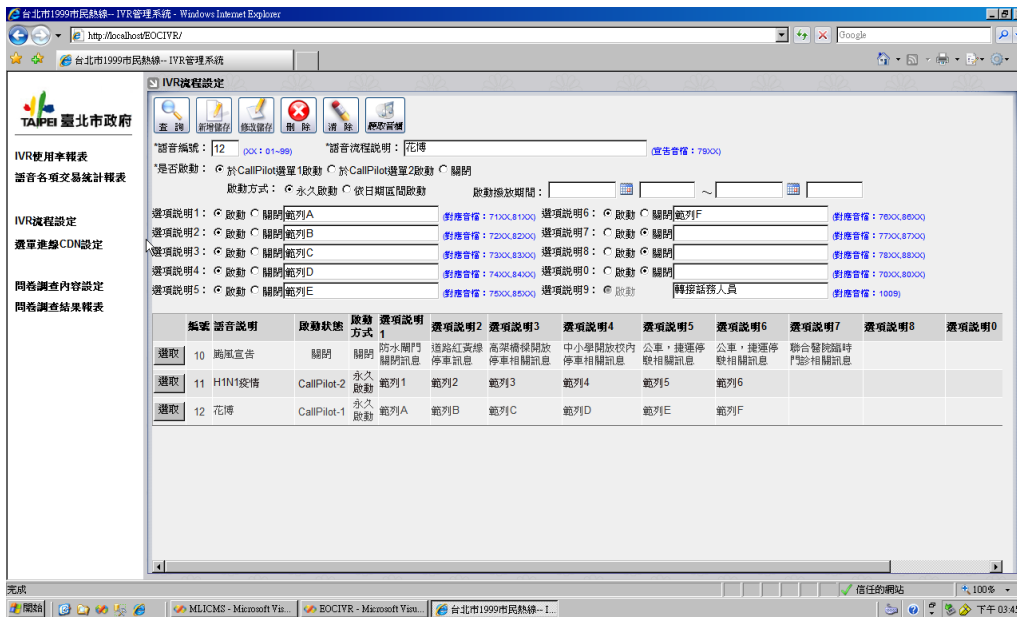 台北市1999市民熱線-- IVR管理系統 - Windows Internet Explorer
http://localhost/EOCIVR/
Google
台北市1999市民熱線-- IVR管理系統
TAIPEI 臺北市政府
IVR使用率報表
語音各項交易統計報表
IVR流程設定
選單進線CDN設定
問卷調查內容設定
問卷調查結果報表
IVR流程設定
查 詢 新增儲存 修改儲存 刪 除 清 除 聽取音檔
*語音編號： 12 (XX：01~99) *語音流程說明： 花博 (宣告音檔：79XX)
*是否啟動： 於CallPilot選單1啟動 於CallPilot選單2啟動 關閉
啟動方式： 永久啟動 依日期區間啟動 啟動撥放期間： ～
選項說明1： 啟動 關閉 範列A (對應音檔：71XX,81XX) 選項說明6： 啟動 關閉 範列F (對應音檔：76XX,86XX)
選項說明2： 啟動 關閉 範列B (對應音檔：72XX,82XX) 選項說明7： 啟動 關閉 (對應音檔：77XX,87XX)
選項說明3： 啟動 關閉 範列C (對應音檔：73XX,83XX) 選項說明8： 啟動 關閉 (對應音檔：78XX,88XX)
選項說明4： 啟動 關閉 範列D (對應音檔：74XX,84XX) 選項說明0： 啟動 關閉 (對應音檔：70XX,80XX)
選項說明5： 啟動 關閉 範列E (對應音檔：75XX,85XX) 選項說明9： 啟動 轉接話務人員 (對應音檔：1009)
編號 語音說明 啟動狀態 啟動方式 選項說明1 選項說明2 選項說明3 選項說明4 選項說明5 選項說明6 選項說明7 選項說明8 選項說明0
選取 10 颱風宣告 關閉 關閉 防水閘門關閉訊息 道路紅黃線停車訊息 高架橋樑開放停車相關訊息 中小學開放校內停車相關訊息 公車，捷運停駛相關訊息 公車，捷運停駛相關訊息 聯合醫院臨時門診相關訊息
選取 11 H1N1疫情 CallPilot-2 永久啟動 範列1 範列2 範列3 範列4 範列5 範列6
選取 12 花博 CallPilot-1 永久啟動 範列A 範列B 範列C 範列D 範列E 範列F
完成 信任的網站 100%
開始 MLICMS - Microsoft Vis... EOCIVR - Microsoft Visu... 台北市1999市民熱線-- I... 下午 03:45